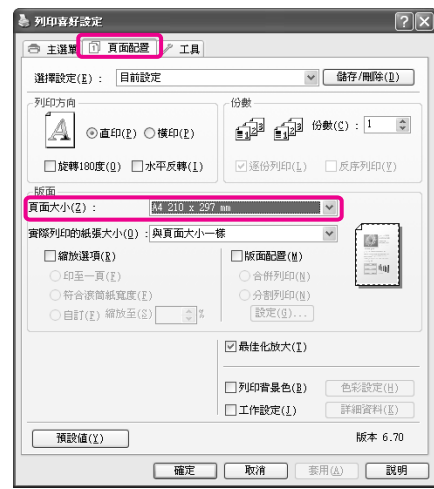 列印喜好設定
主選單 頁面配置 工具
選擇設定(E)： 目前設定 儲存/刪除(D)
列印方向 份數
A 直印(P) 橫印(P) 123 123 份數(C)： 1
旋轉180度(0) 水平反轉(I) 逐份列印(L) 反序列印(Y)
版面
頁面大小(Z)： A4 210 x 297 mm
實際列印的紙張大小(0)：與頁面大小一樣
縮放選項(R) 版面配置(M)
印至一頁(F) 合併列印(N)
符合滾筒紙寬度(F) 分割列印(N)
自訂(F) 縮放至(S) % 設定(G)...
最佳化放大(I)
列印背景色(B) 色彩設定(H)
工作設定(J) 詳細資料(K)
預設值(Y) 版本 6.70
確定 取消 套用(A) 說明